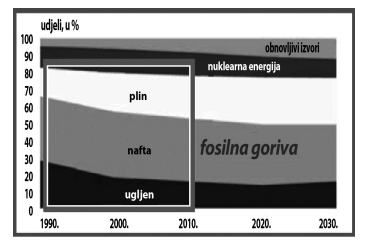 udjeli, u %
100
90
80
70
60
50
40
30
20
10
0
obnovljivi izvori
nuklearna energija
plin
nafta
fosilna goriva
ugljen
1990. 2000. 2010. 2020. 2030.